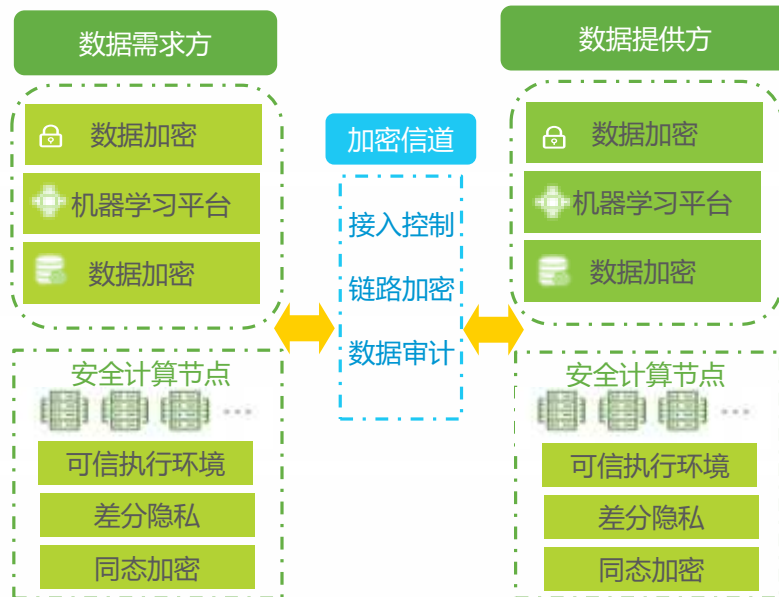 数据需求方
数据加密
机器学习平台
数据加密
安全计算节点
...
可信执行环境
差分隐私
同态加密
加密信道
接入控制
链路加密
数据审计
数据提供方
数据加密
机器学习平台
数据加密
安全计算节点
...
可信执行环境
差分隐私
同态加密